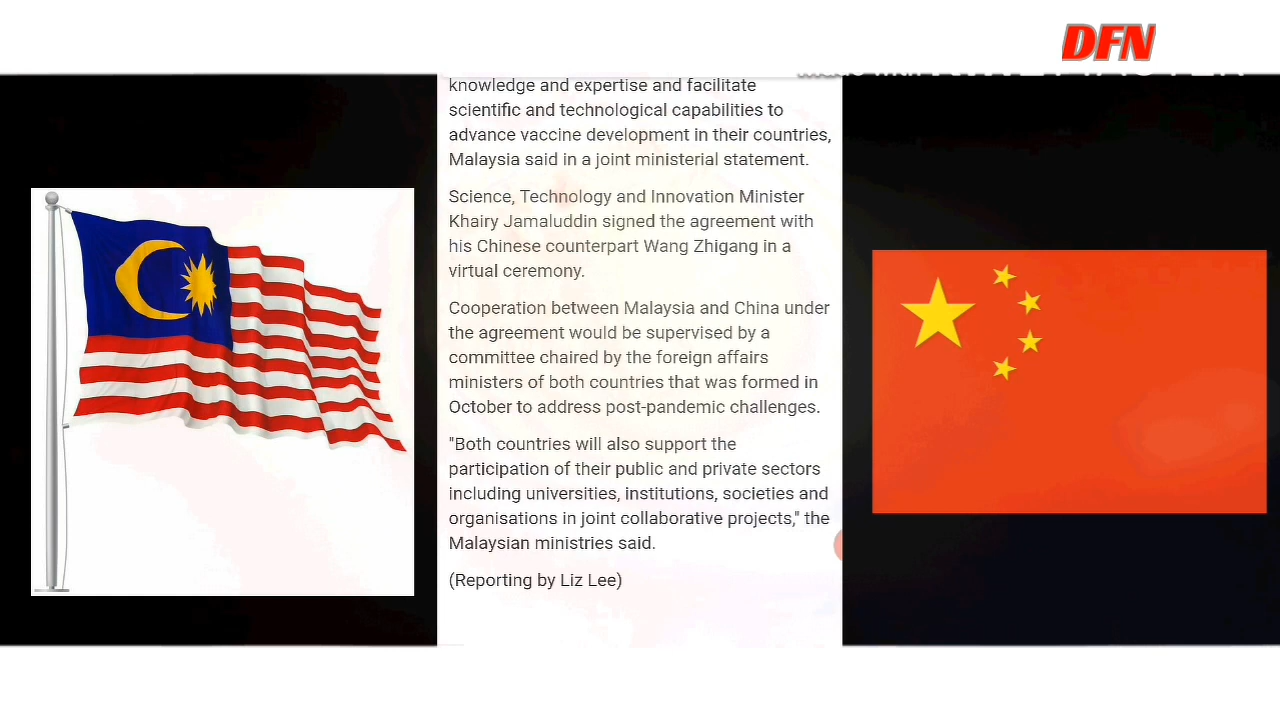 DFN
knowledge and expertise and facilitate
scientific and technological capabilities to
advance vaccine development in their countries,
Malaysia said in a joint ministerial statement.
Science, Technology and Innovation Minister
Khairy Jamaluddin signed the agreement with
his Chinese counterpart Wang Zhigang in a
virtual ceremony.
Cooperation between Malaysia and China under
the agreement would be supervised by a
committee chaired by the foreign affairs
ministers of both countries that was formed in
October to address post-pandemic challenges.
"Both countries will also support the
participation of their public and private sectors
including universities, institutions, societies and
organisations in joint collaborative projects," the
Malaysian ministries said.
(Reporting by Liz Lee)